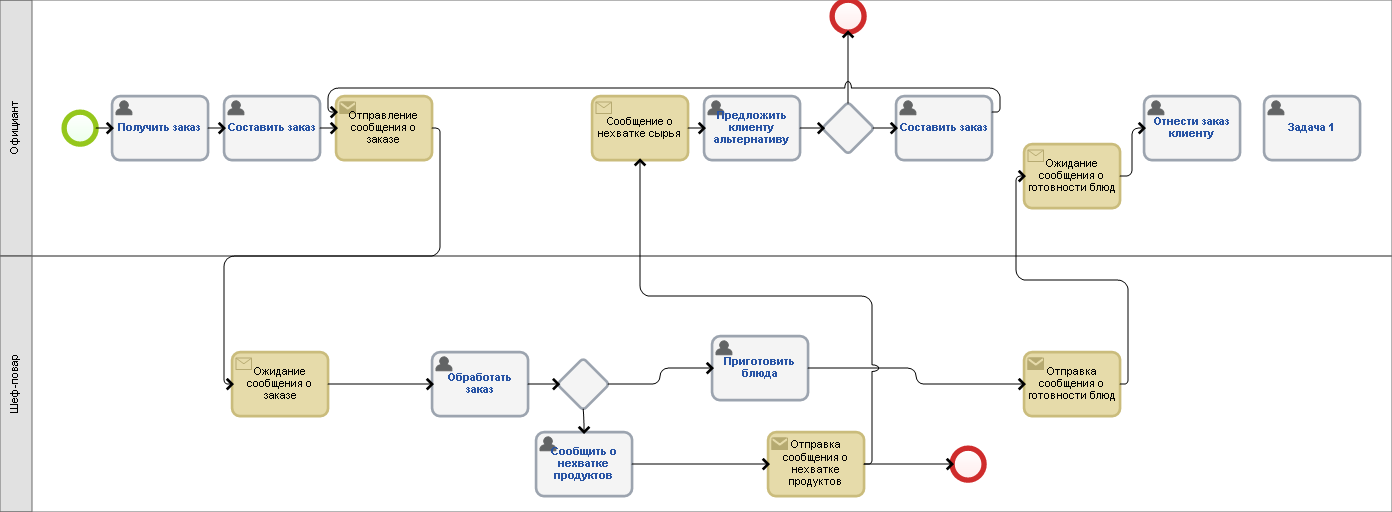 Официант
Получить заказ
Составить заказ
Отправление
сообщения о
заказе
Сообщение о
нехватке сырья
Предложить
клиенту
альтернативу
Составить заказ
Ожидание
сообщения о
готовности блюд
Отнести заказ
клиенту
Задача 1
Шеф-повар
Ожидание
сообщения о
заказе
Обработать
заказ
Приготовить
блюда
Отправка
сообщения о
готовности блюд
Сообщить о
нехватке
продуктов
Отправка
сообщения о
нехватке
продуктов